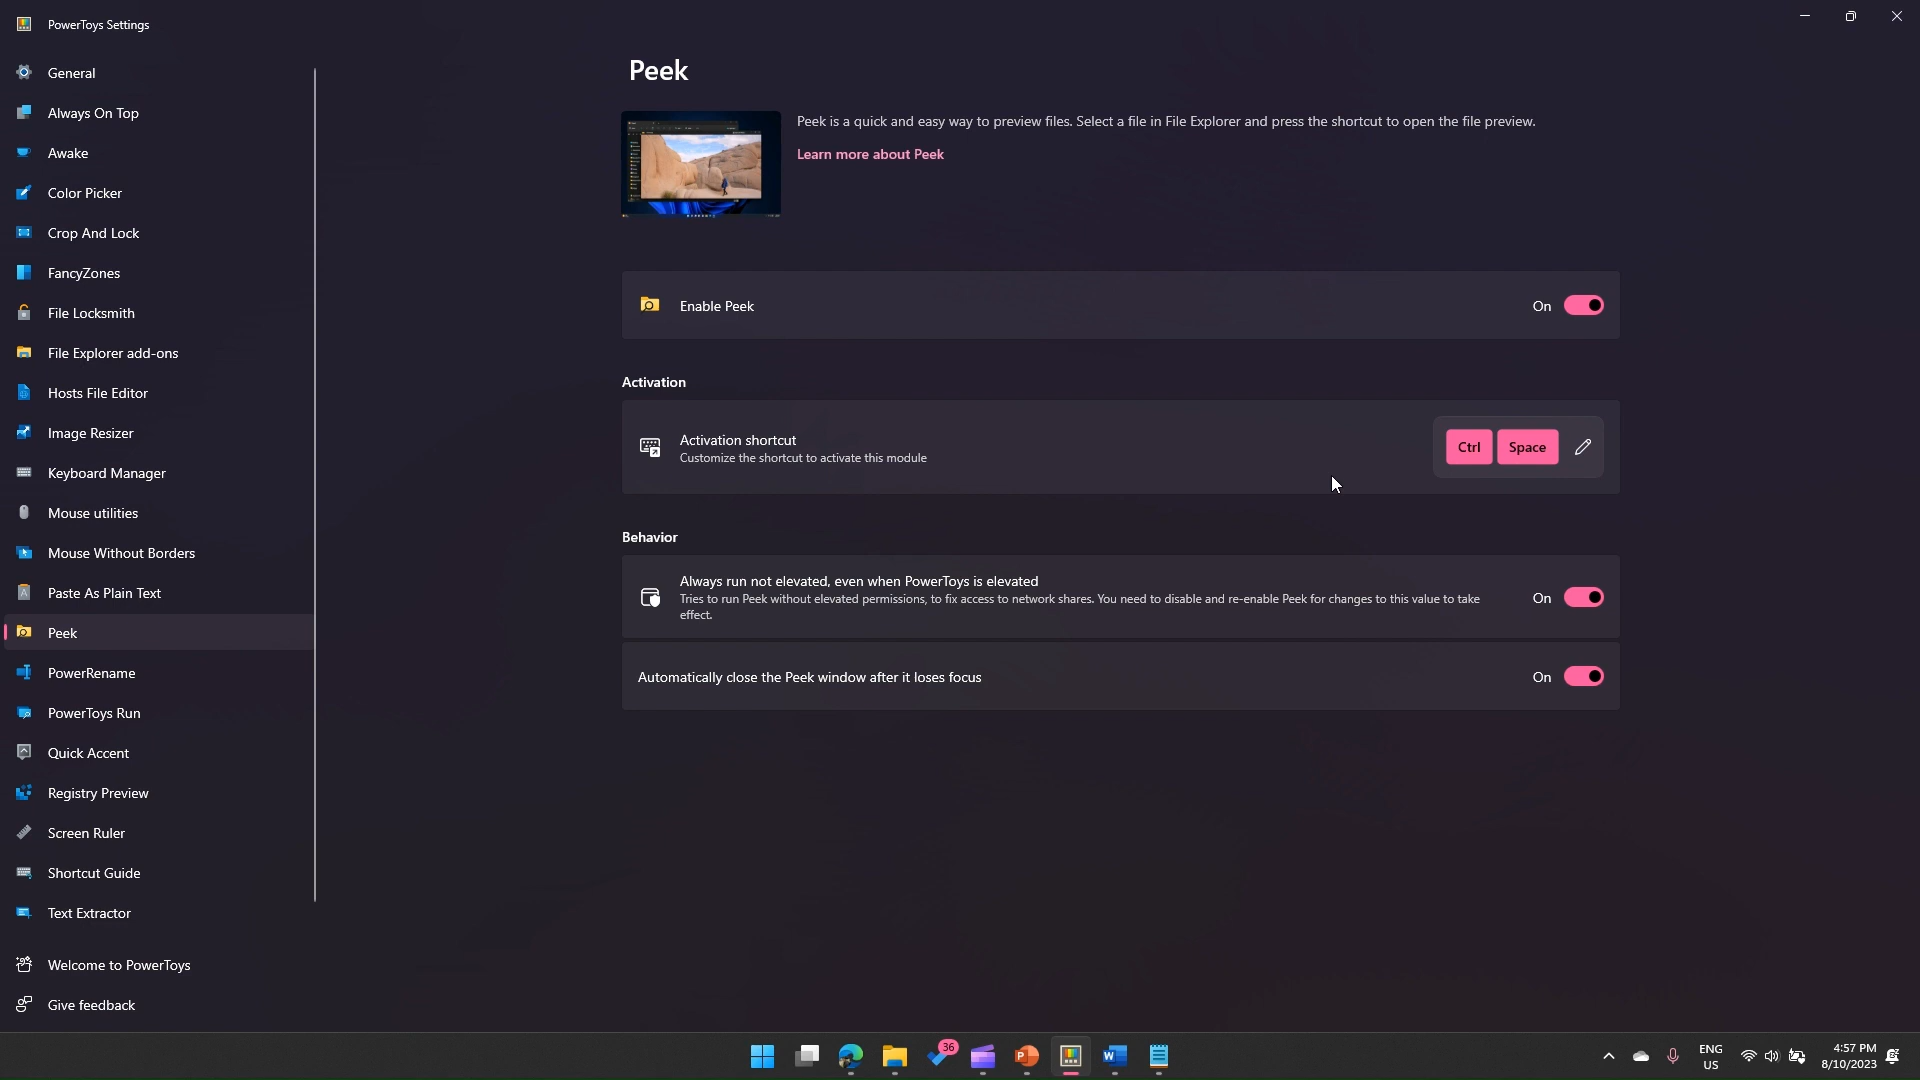 PowerToys Settings
General
Always On Top
Awake
Color Picker
Crop And Lock
FancyZones
File Locksmith
File Explorer add-ons
Hosts File Editor
Image Resizer
Keyboard Manager
Mouse utilities
Mouse Without Borders
Paste As Plain Text
Peek
PowerRename
PowerToys Run
Quick Accent
Registry Preview
Screen Ruler
Shortcut Guide
Text Extractor
Welcome to PowerToys
Give feedback
Peek
Peek is a quick and easy way to preview files. Select a file in File Explorer and press the shortcut to open the file preview.
Learn more about Peek
Enable Peek
On
Activation
Activation shortcut
Customize the shortcut to activate this module
Ctrl Space
Behavior
Always run not elevated, even when PowerToys is elevated
Tries to run Peek without elevated permissions, to fix access to network shares. You need to disable and re-enable Peek for changes to this value to take
effect.
On
Automatically close the Peek window after it loses focus
On
36
ENG
US
4:57 PM
8/10/2023